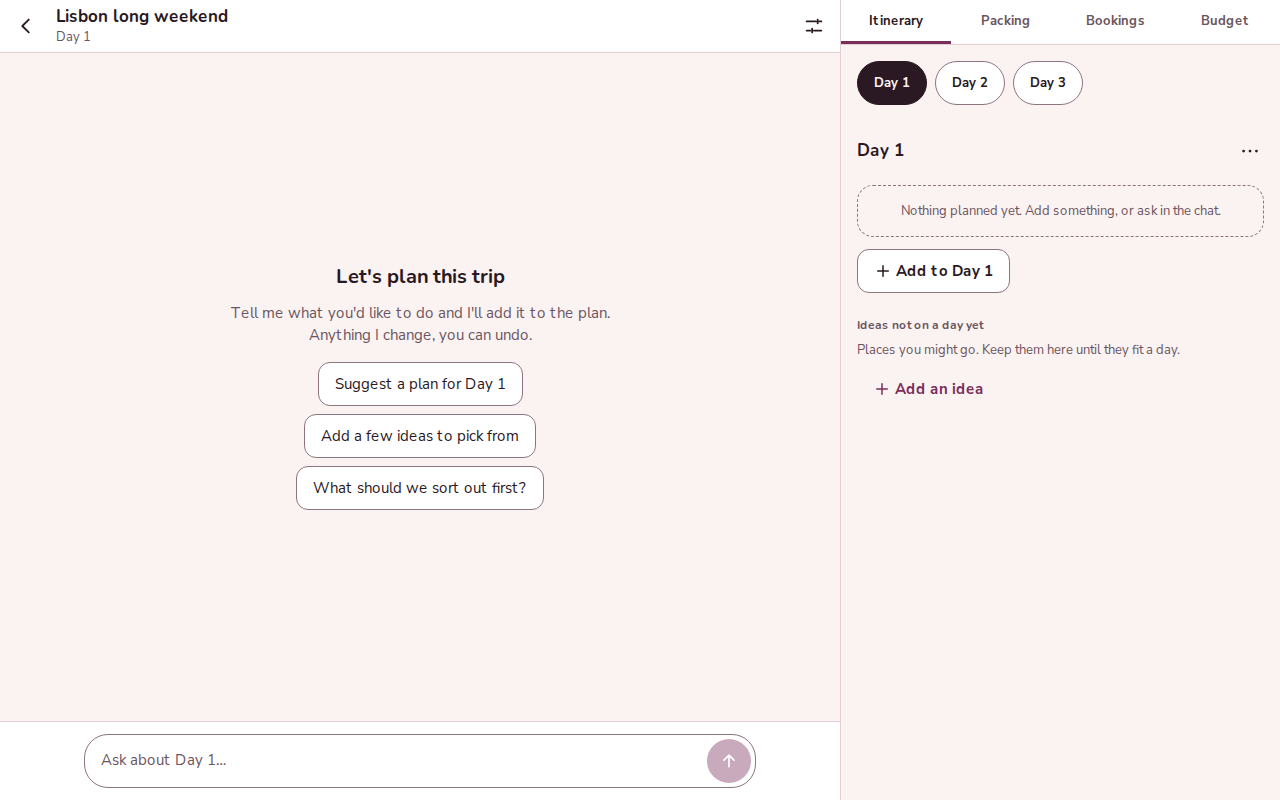 Lisbon long weekend
Day 1
Let's plan this trip
Tell me what you'd like to do and I'll add it to the plan.
Anything I change, you can undo.
Suggest a plan for Day 1
Add a few ideas to pick from
What should we sort out first?
Ask about Day 1...
Itinerary
Packing
Bookings
Budget
Day 1
Day 2
Day 3
Day 1
Nothing planned yet. Add something, or ask in the chat.
Add to Day 1
Ideas not on a day yet
Places you might go. Keep them here until they fit a day.
Add an idea